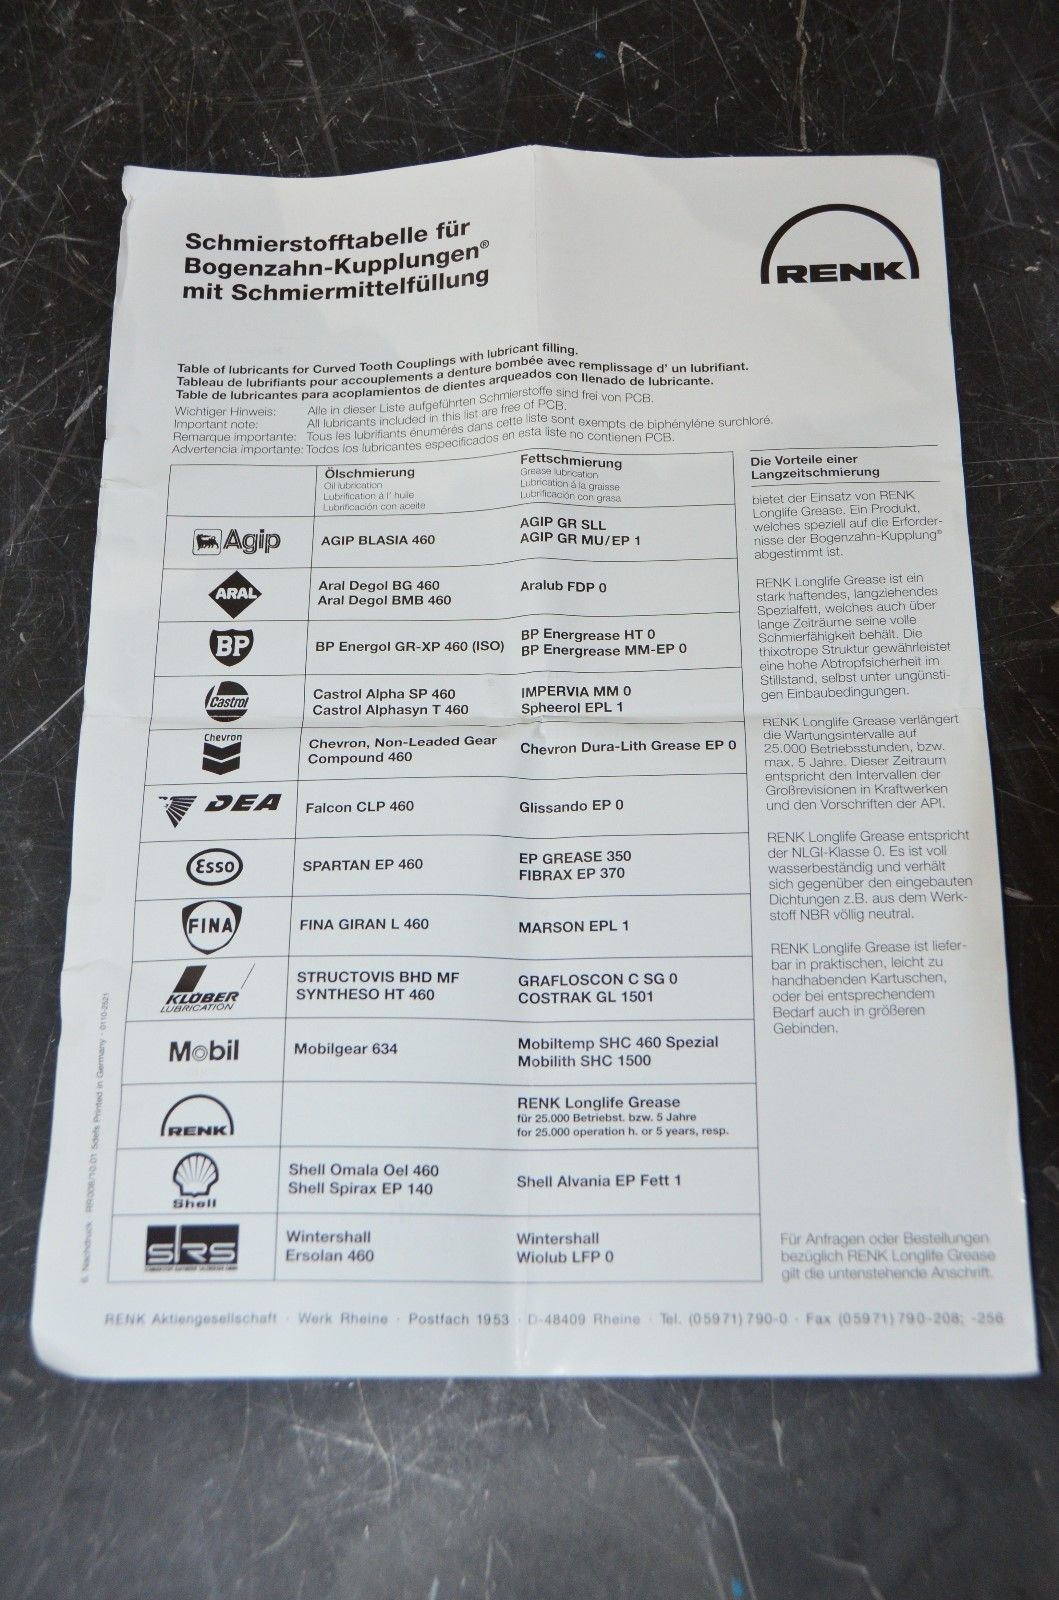 Schmierstofftabelle für
Bogenzahn-Kupplungen®
mit Schmiermittelfüllung
RENK
Table of lubricants for Curved Tooth Couplings with lubricant filling.
Tableau de lubrifiants pour accouplements a denture bombée avec remplissage d' un lubrifiant.
Table de lubricantes para acoplamientos de dientes arqueados con llenado de lubricante.
Wichtiger Hinweis: Alle in dieser Liste aufgeführten Schmierstoffe sind frei von PCB.
Important note: All lubricants included in this list are free of PCB.
Remarque importante: Tous les lubrifiants énumérés dans cette liste sont exempts de biphényléne surchloré.
Advertencia importante: Todos los lubricantes especificados en esta liste no contienen PCB.
Ölschmierung
Oil lubrication
Lubrification á l' huile
Lubrificación con aceite
Fettschmierung
Grease lubrication
Lubrication á la graisse
Lubrificación con grasa
Agip
AGIP BLASIA 460
AGIP GR SLL
AGIP GR MU/EP 1
ARAL
Aral Degol BG 460
Aral Degol BMB 460
Aralub FDP 0
BP
BP Energol GR-XP 460 (ISO)
BP Energrease HT 0
BP Energrease MM-EP 0
Castrol
Castrol Alpha SP 460
Castrol Alphasyn T 460
IMPERVIA MM 0
Spheerol EPL 1
Chevron
Chevron, Non-Leaded Gear
Compound 460
Chevron Dura-Lith Grease EP 0
DEA
Falcon CLP 460
Glissando EP 0
Esso
SPARTAN EP 460
EP GREASE 350
FIBRAX EP 370
FINA
FINA GIRAN L 460
MARSON EPL 1
KLÜBER
LUBRICATION
STRUCTOVIS BHD MF
SYNTHESO HT 460
GRAFLOSCON C SG 0
COSTRAK GL 1501
Mobil
Mobilgear 634
Mobiltemp SHC 460 Spezial
Mobilith SHC 1500
RENK
RENK Longlife Grease
für 25.000 Betriebst. bzw. 5 Jahre
for 25.000 operation h. or 5 years, resp.
Shell
Shell Omala Oel 460
Shell Spirax EP 140
Shell Alvania EP Fett 1
SRS
Wintershall
Ersolan 460
Wintershall
Wiolub LFP 0
Die Vorteile einer
Langzeitschmierung
bietet der Einsatz von RENK
Longlife Grease. Ein Produkt,
welches speziell auf die Erforder-
nisse der Bogenzahn-Kupplung®
abgestimmt ist.
RENK Longlife Grease ist ein
stark haftendes, langziehendes
Spezialfett, welches auch über
lange Zeiträume seine volle
Schmierfähigkeit behält. Die
thixotrope Struktur gewährleistet
eine hohe Abtropfsicherheit im
Stillstand, selbst unter ungünsti-
gen Einbaubedingungen.
RENK Longlife Grease verlängert
die Wartungsintervalle auf
25.000 Betriebsstunden, bzw.
max. 5 Jahre. Dieser Zeitraum
entspricht den Intervallen der
Großrevisionen in Kraftwerken
und den Vorschriften der API.
RENK Longlife Grease entspricht
der NLGI-Klasse 0. Es ist voll
wasserbeständig und verhält
sich gegenüber den eingebauten
Dichtungen z.B. aus dem Werk-
stoff NBR völlig neutral.
RENK Longlife Grease ist liefer-
bar in praktischen, leicht zu
handhabenden Kartuschen,
oder bei entsprechendem
Bedarf auch in größeren
Gebinden.
Für Anfragen oder Bestellungen
bezüglich RENK Longlife Grease
gilt die untenstehende Anschrift.
6. Nachdruck RR 008/10.01 5defs Printed in Germany · 0110-2521
RENK Aktiengesellschaft · Werk Rheine · Postfach 1953 · D-48409 Rheine · Tel. (05971) 790-0 · Fax (05971) 790-208; -256